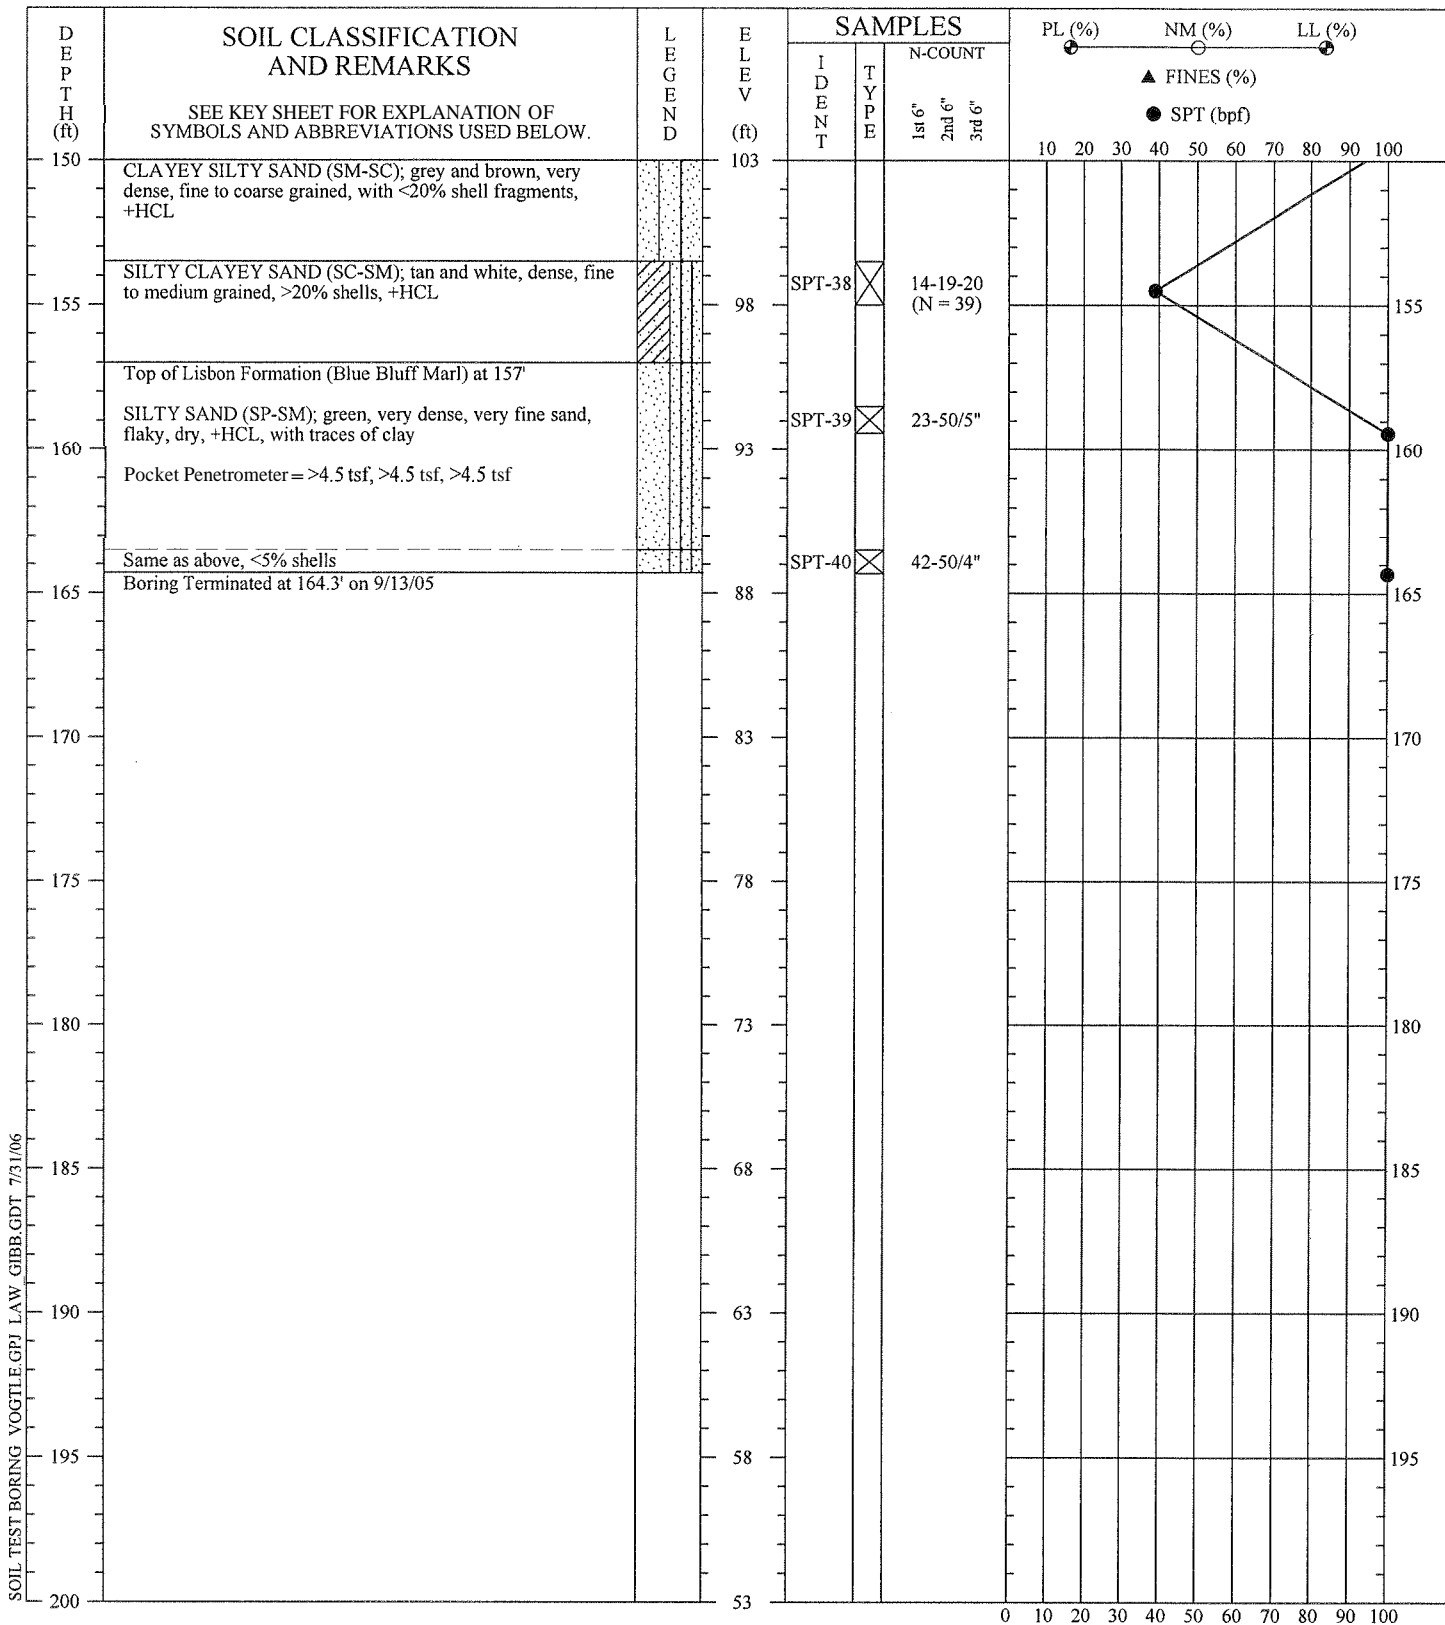 DEPTH (ft)
SOIL CLASSIFICATION
AND REMARKS
SEE KEY SHEET FOR EXPLANATION OF
SYMBOLS AND ABBREVIATIONS USED BELOW.
LEGEND
ELEV (ft)
SAMPLES
IDENT
TYPE
N-COUNT
1st 6"
2nd 6"
3rd 6"
PL (%) NM (%) LL (%)
▲ FINES (%)
● SPT (bpf)
10 20 30 40 50 60 70 80 90 100
150
CLAYEY SILTY SAND (SM-SC); grey and brown, very
dense, fine to coarse grained, with <20% shell fragments,
+HCL
103
SILTY CLAYEY SAND (SC-SM); tan and white, dense, fine
to medium grained, >20% shells, +HCL
SPT-38
14-19-20
(N = 39)
155
98
155
Top of Lisbon Formation (Blue Bluff Marl) at 157'
SILTY SAND (SP-SM); green, very dense, very fine sand,
flaky, dry, +HCL, with traces of clay
SPT-39
23-50/5"
160
93
160
Pocket Penetrometer = >4.5 tsf, >4.5 tsf, >4.5 tsf
Same as above, <5% shells
SPT-40
42-50/4"
Boring Terminated at 164.3' on 9/13/05
165
88
165
170
83
170
175
78
175
180
73
180
185
68
185
190
63
190
195
58
195
200
53
0 10 20 30 40 50 60 70 80 90 100
SOIL TEST BORING VOGTLE.GPJ LAW_GIBB.GDT 7/31/06